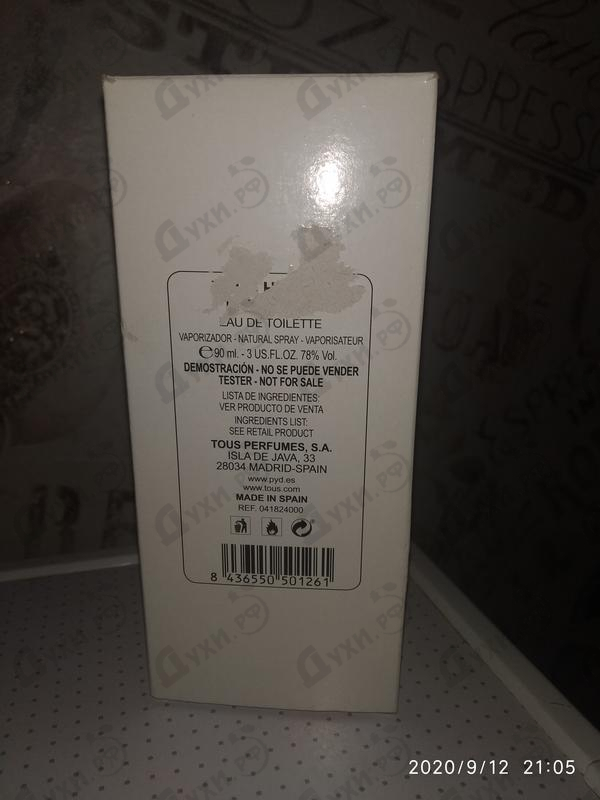 EAU DE TOILETTE
VAPORIZADOR - NATURAL SPRAY - VAPORISATEUR
℮90 ml. - 3 US.FL.OZ. 78% Vol.
DEMOSTRACIÓN - NO SE PUEDE VENDER
TESTER - NOT FOR SALE
LISTA DE INGREDIENTES:
VER PRODUCTO DE VENTA
INGREDIENTS LIST:
SEE RETAIL PRODUCT
TOUS PERFUMES, S.A.
ISLA DE JAVA, 33
28034 MADRID-SPAIN
www.pyd.es
www.tous.com
MADE IN SPAIN
REF. 041824000
8 436550 501261
ESPRESSO
Духи.рф
2020/9/12 21:05